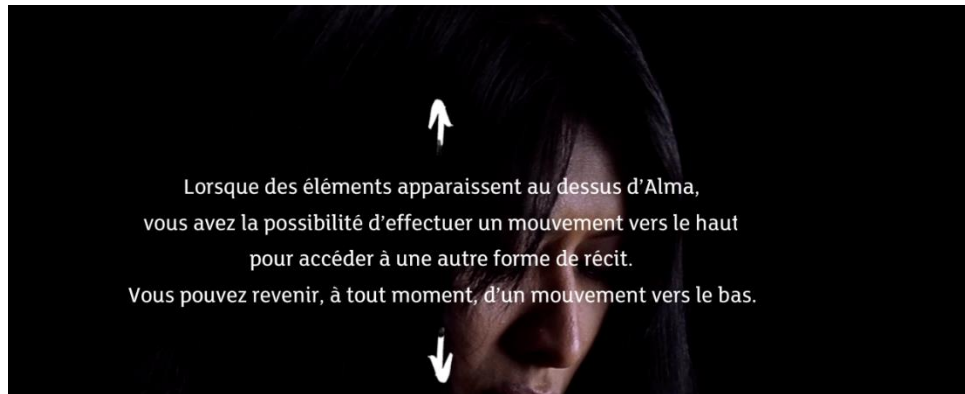 Lorsque des éléments apparaissent au dessus d’Alma,
vous avez la possibilité d’effectuer un mouvement vers le haut
pour accéder à une autre forme de récit.
Vous pouvez revenir, à tout moment, d’un mouvement vers le bas.